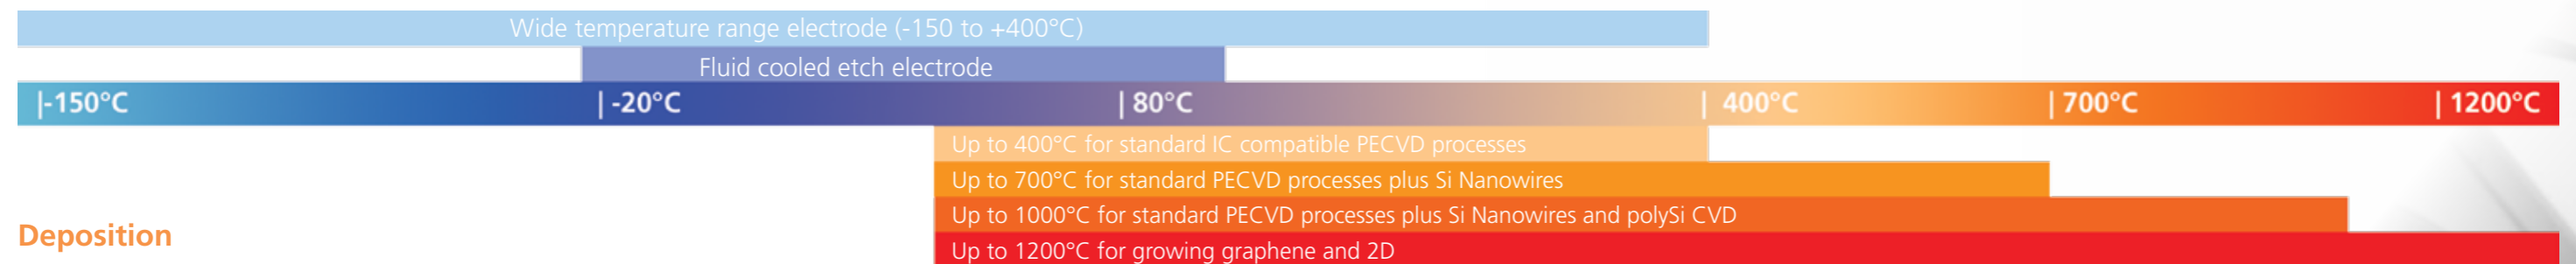 Wide temperature range electrode (-150 to +400°C)
Fluid cooled etch electrode
|-150°C | -20°C | 80°C | 400°C | 700°C | 1200°C
Up to 400°C for standard IC compatible PECVD processes
Up to 700°C for standard PECVD processes plus Si Nanowires
Up to 1000°C for standard PECVD processes plus Si Nanowires and polySi CVD
Deposition
Up to 1200°C for growing graphene and 2D